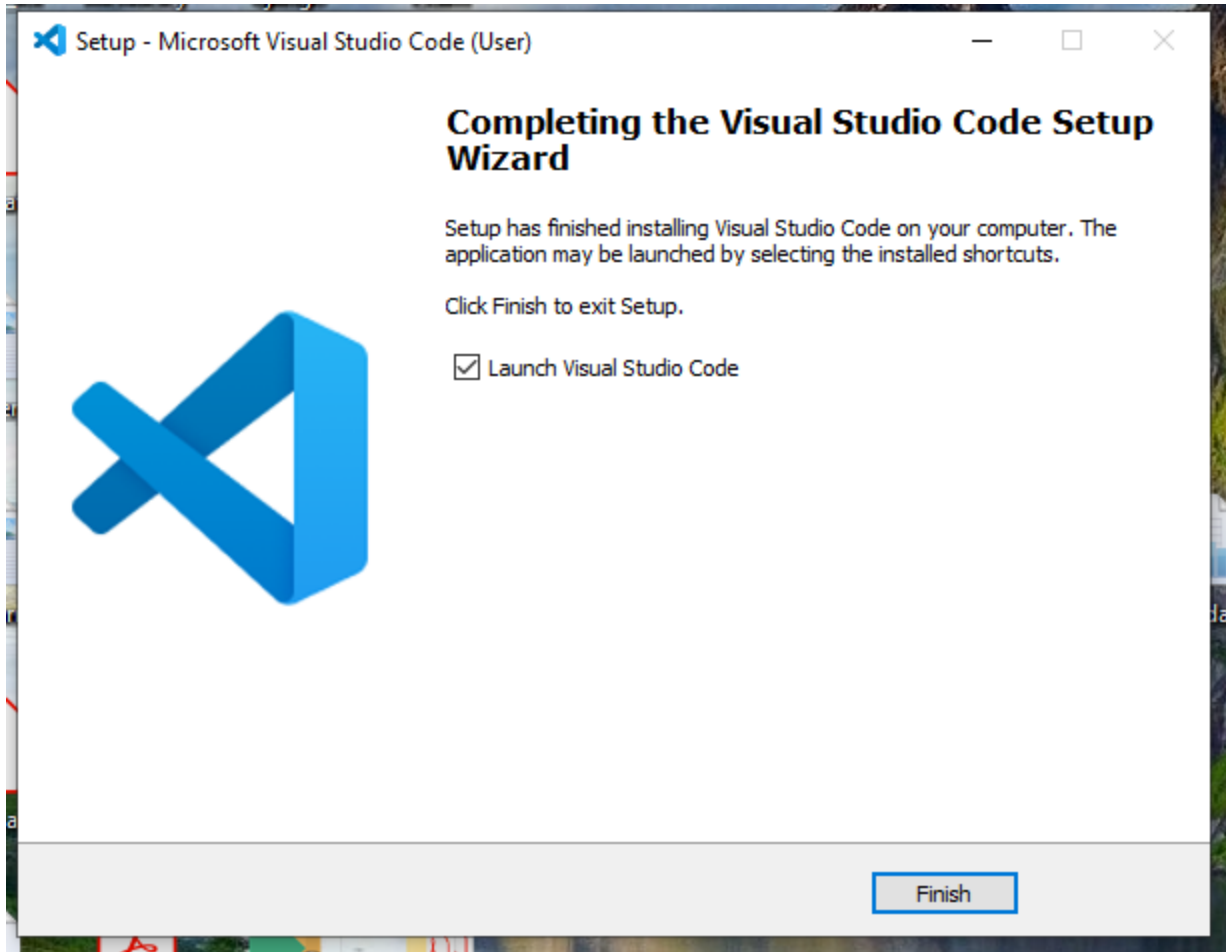 Setup - Microsoft Visual Studio Code (User)
Completing the Visual Studio Code Setup
Wizard
Setup has finished installing Visual Studio Code on your computer. The
application may be launched by selecting the installed shortcuts.
Click Finish to exit Setup.
Launch Visual Studio Code
Finish